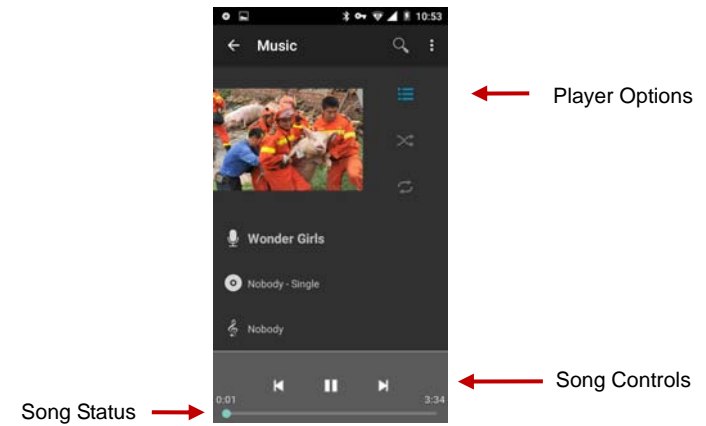 10:53
Music
Player Options
Wonder Girls
Nobody - Single
Nobody
Song Controls
0:01
3:34
Song Status